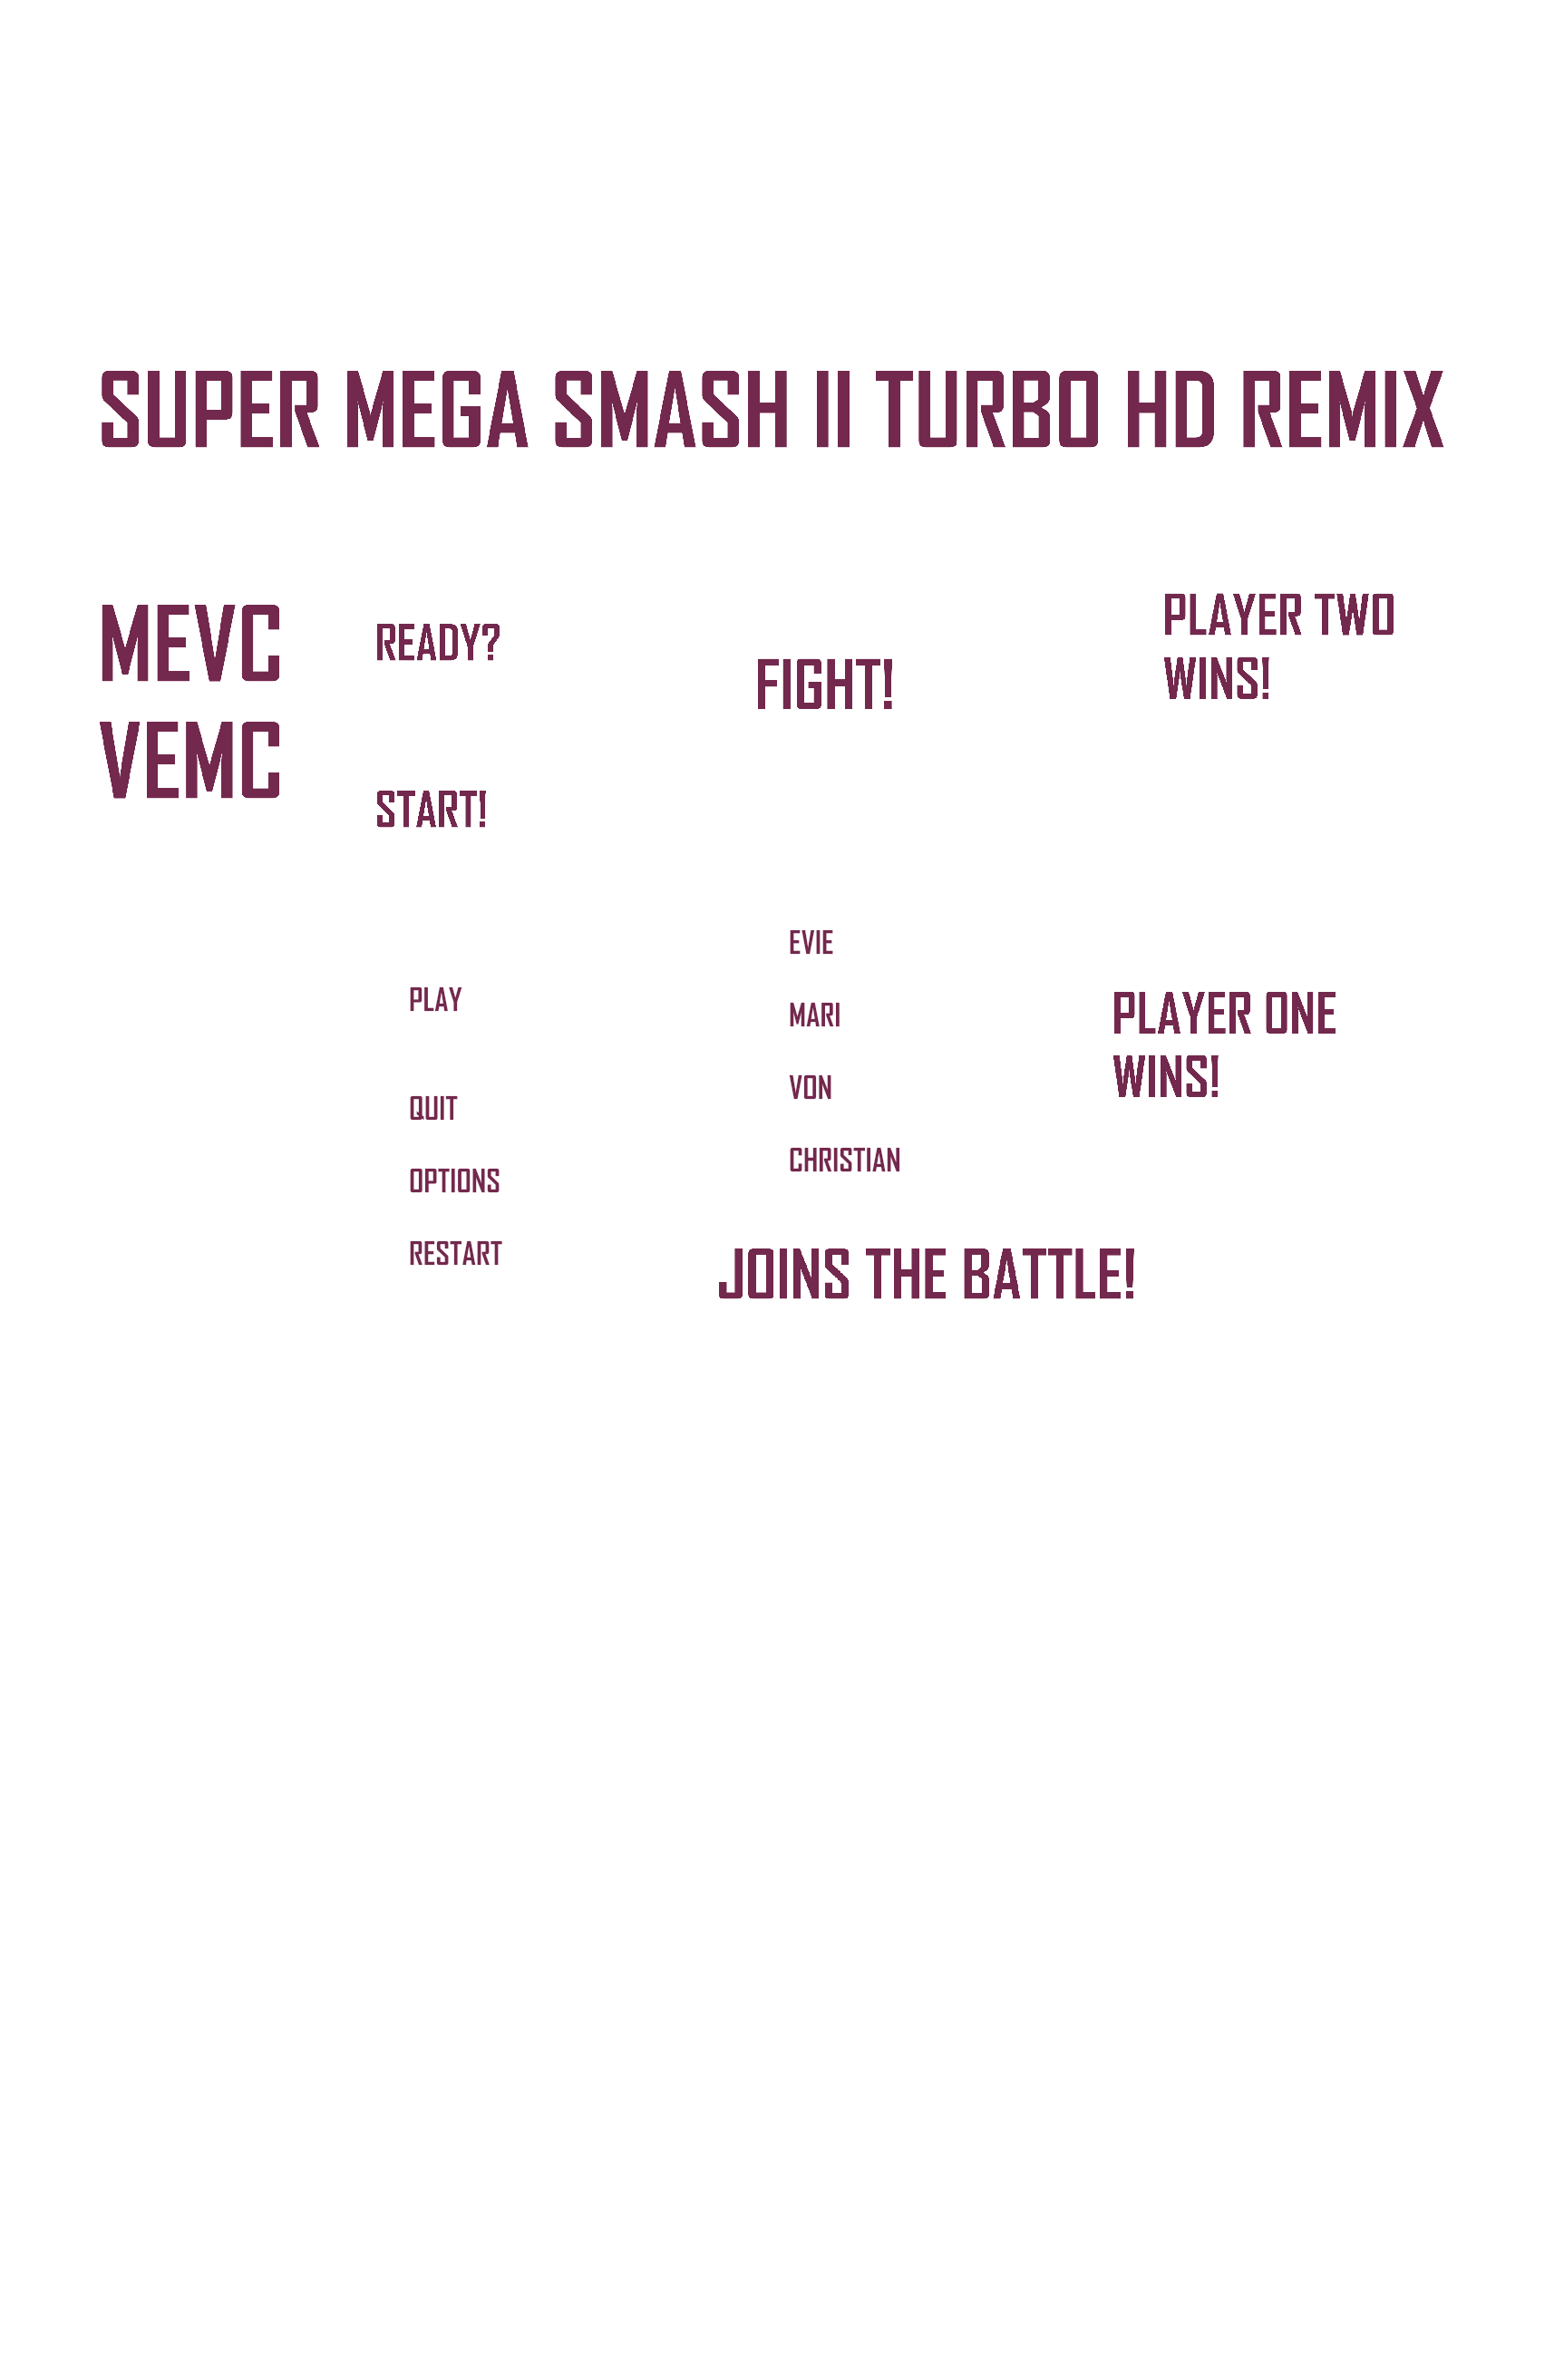 SUPER MEGA SMASH II TURBO HD REMIX
MEVC
VEMC
READY?
START!
FIGHT!
PLAYER TWO
WINS!
PLAY
QUIT
OPTIONS
RESTART
EVIE
MARI
VON
CHRISTIAN
JOINS THE BATTLE!
PLAYER ONE
WINS!